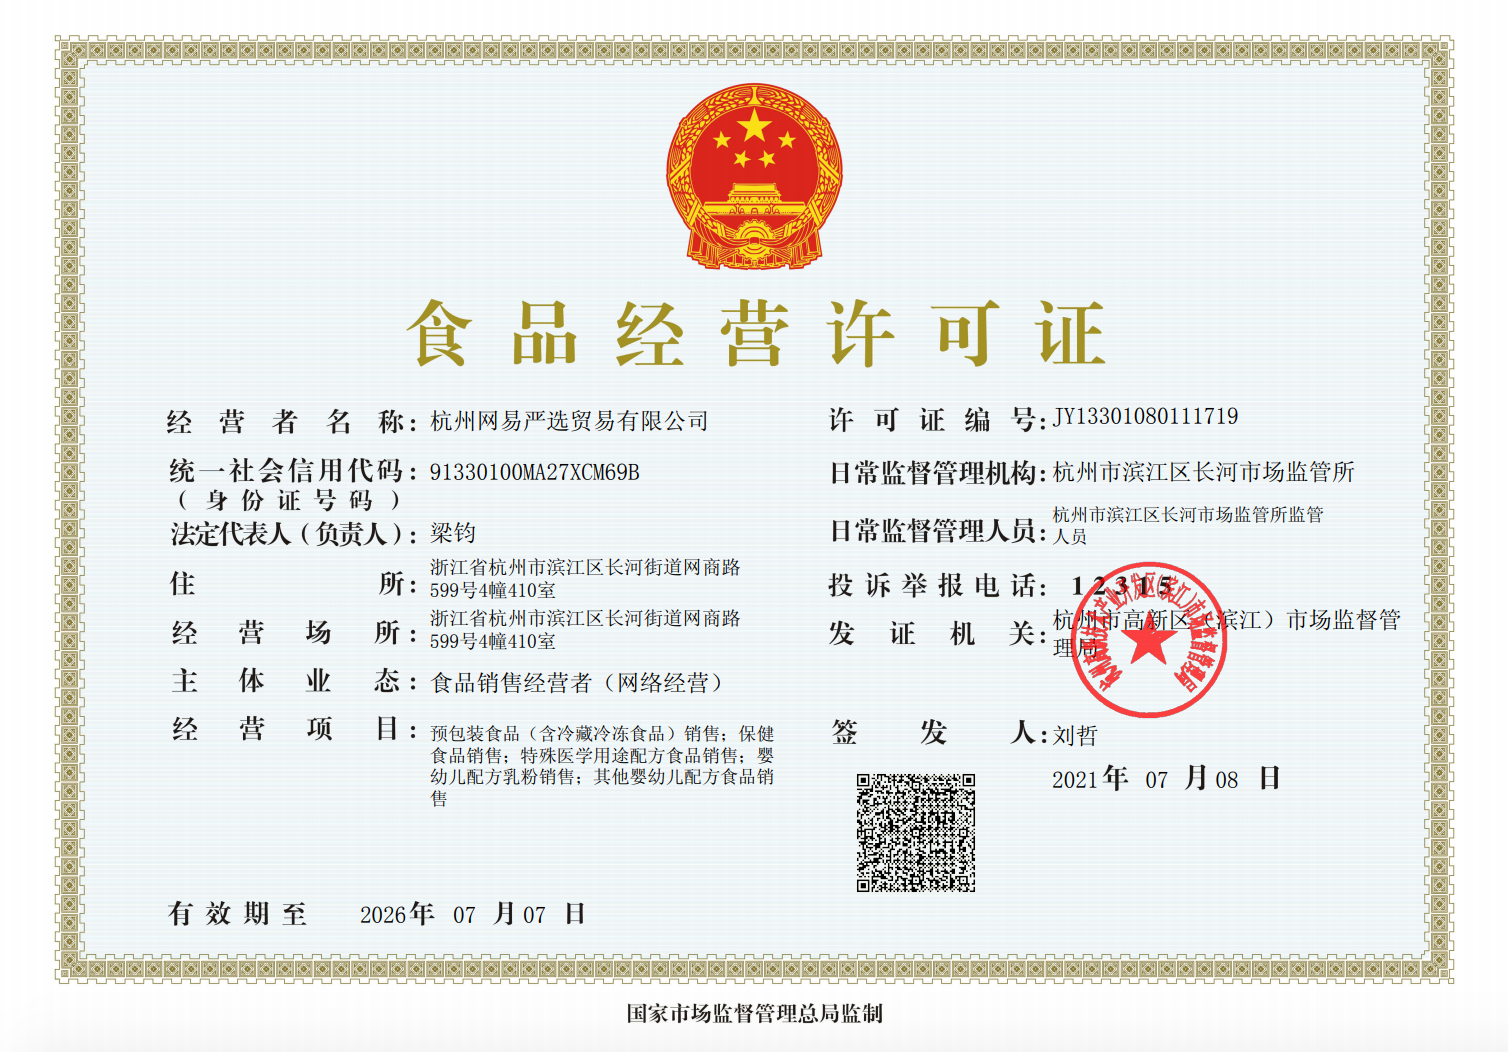 食品经营许可证
经营者名称：杭州网易严选贸易有限公司
统一社会信用代码：91330100MA27XCM69B
（身份证号码）
法定代表人（负责人）：梁钧
住所：浙江省杭州市滨江区长河街道网商路
599号4幢410室
经营场所：浙江省杭州市滨江区长河街道网商路
599号4幢410室
主体业态：食品销售经营者（网络经营）
经营项目：预包装食品（含冷藏冷冻食品）销售；保健
食品销售；特殊医学用途配方食品销售；婴
幼儿配方乳粉销售；其他婴幼儿配方食品销
售
许可证编号：JY13301080111719
日常监督管理机构：杭州市滨江区长河市场监管所
日常监督管理人员：杭州市滨江区长河市场监管所监管
人员
投诉举报电话：12315
发证机关：杭州市高新区（滨江）市场监督管
理局
签发人：刘哲
2021年 07 月 08 日
有效期至 2026年 07 月 07 日
国家市场监督管理总局监制